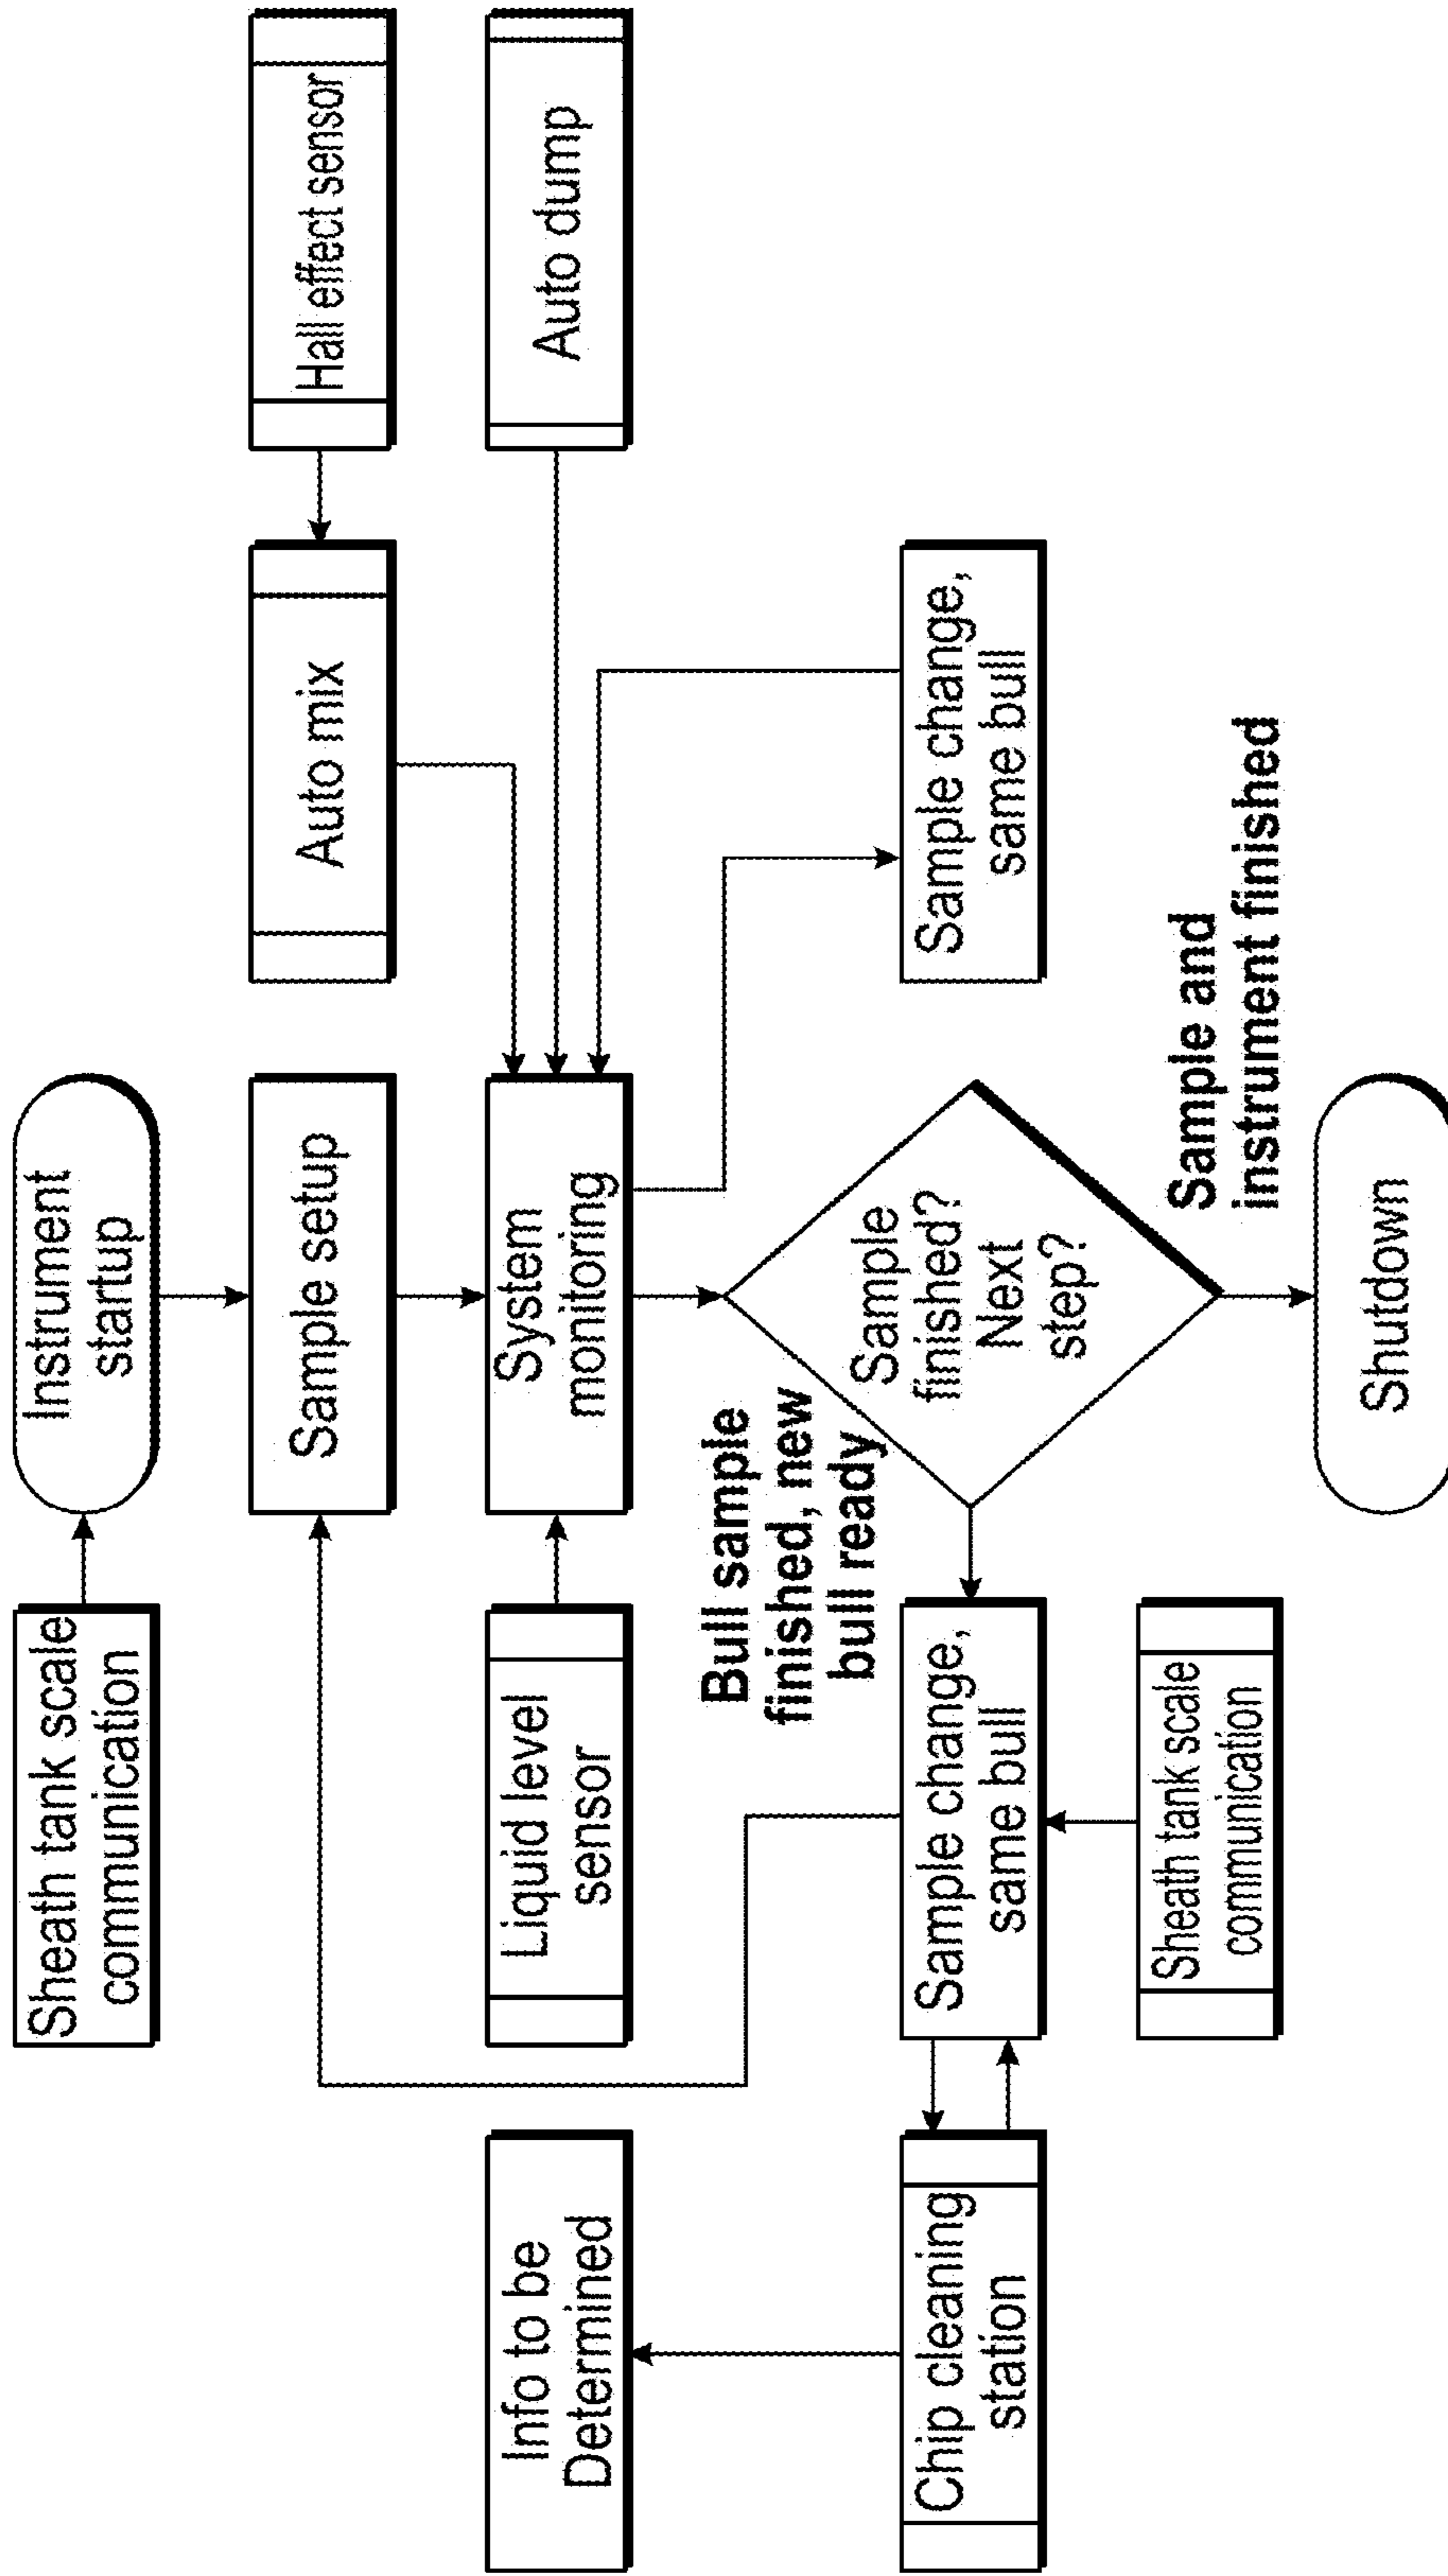 Sheath tank scale
communication
Instrument
startup
Sample setup
Auto mix
Hall effect sensor
Info to be
Determined
Liquid level
sensor
System
monitoring
Auto dump
Bull sample
finished, new
bull ready
Chip cleaning
station
Sample change,
same bull
Sample
finished?
Next
step?
Sample change,
same bull
Sheath tank scale
communication
Sample and
instrument finished
Shutdown